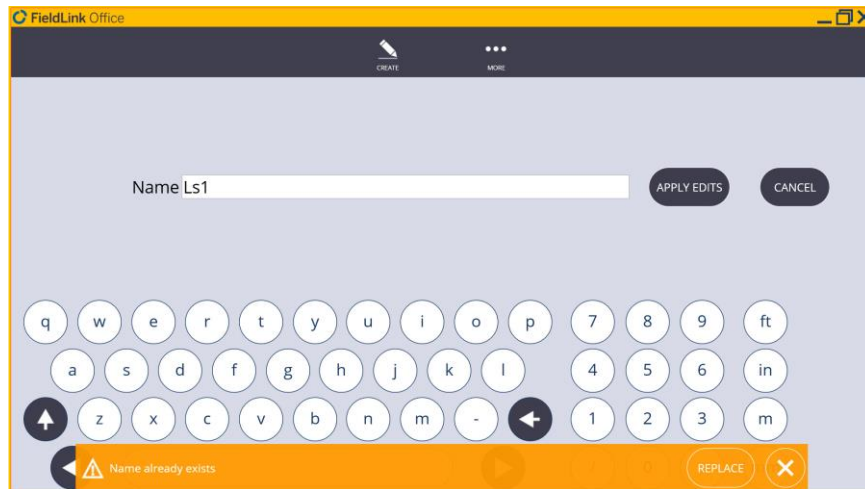 FieldLink Office
CREATE MORE
Name Ls1 APPLY EDITS CANCEL
q w e r t y u i o p 7 8 9 ft
a s d f g h j k l 4 5 6 in
z x c v b n m - 1 2 3 m
Name already exists REPLACE